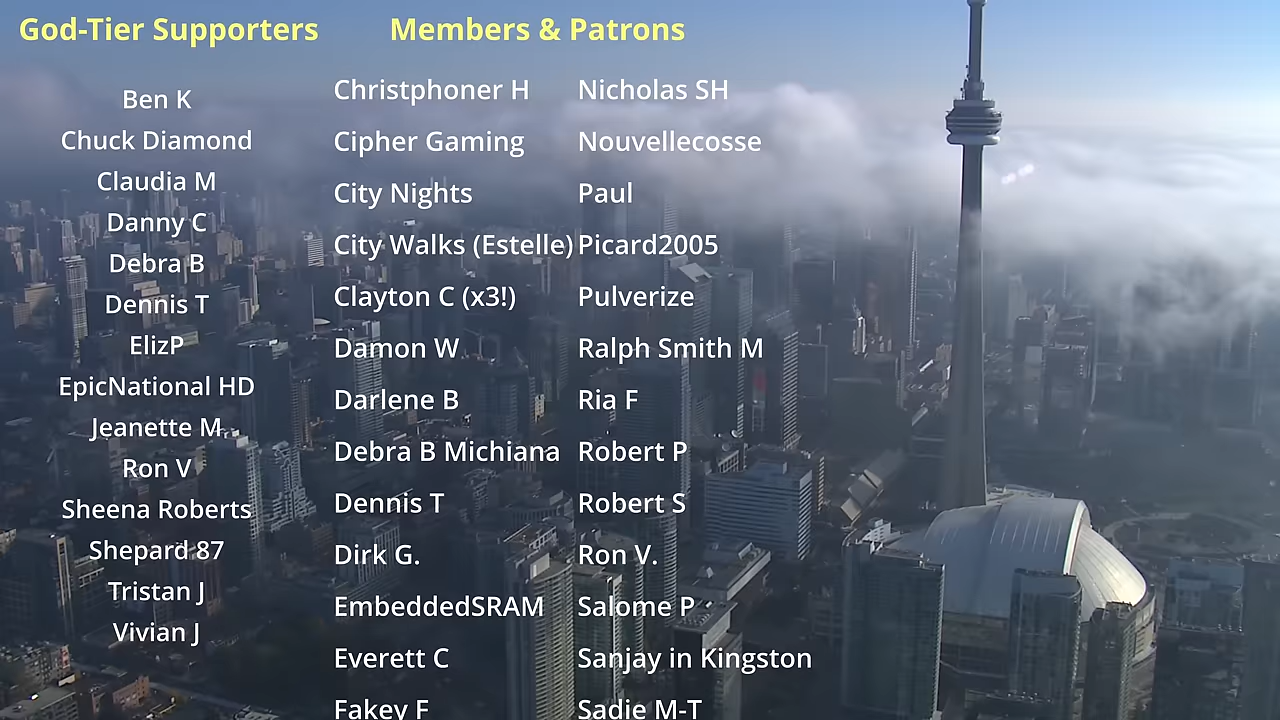 God-Tier Supporters
Ben K
Chuck Diamond
Claudia M
Danny C
Debra B
Dennis T
ElizP
EpicNational HD
Jeanette M
Ron V
Sheena Roberts
Shepard 87
Tristan J
Vivian J
Members & Patrons
Christphoner H
Cipher Gaming
City Nights
City Walks (Estelle)
Clayton C (x3!)
Damon W
Darlene B
Debra B Michiana
Dennis T
Dirk G.
EmbeddedSRAM
Everett C
Fakey F
Nicholas SH
Nouvellecosse
Paul
Picard2005
Pulverize
Ralph Smith M
Ria F
Robert P
Robert S
Ron V.
Salome P
Sanjay in Kingston
Sadie M-T